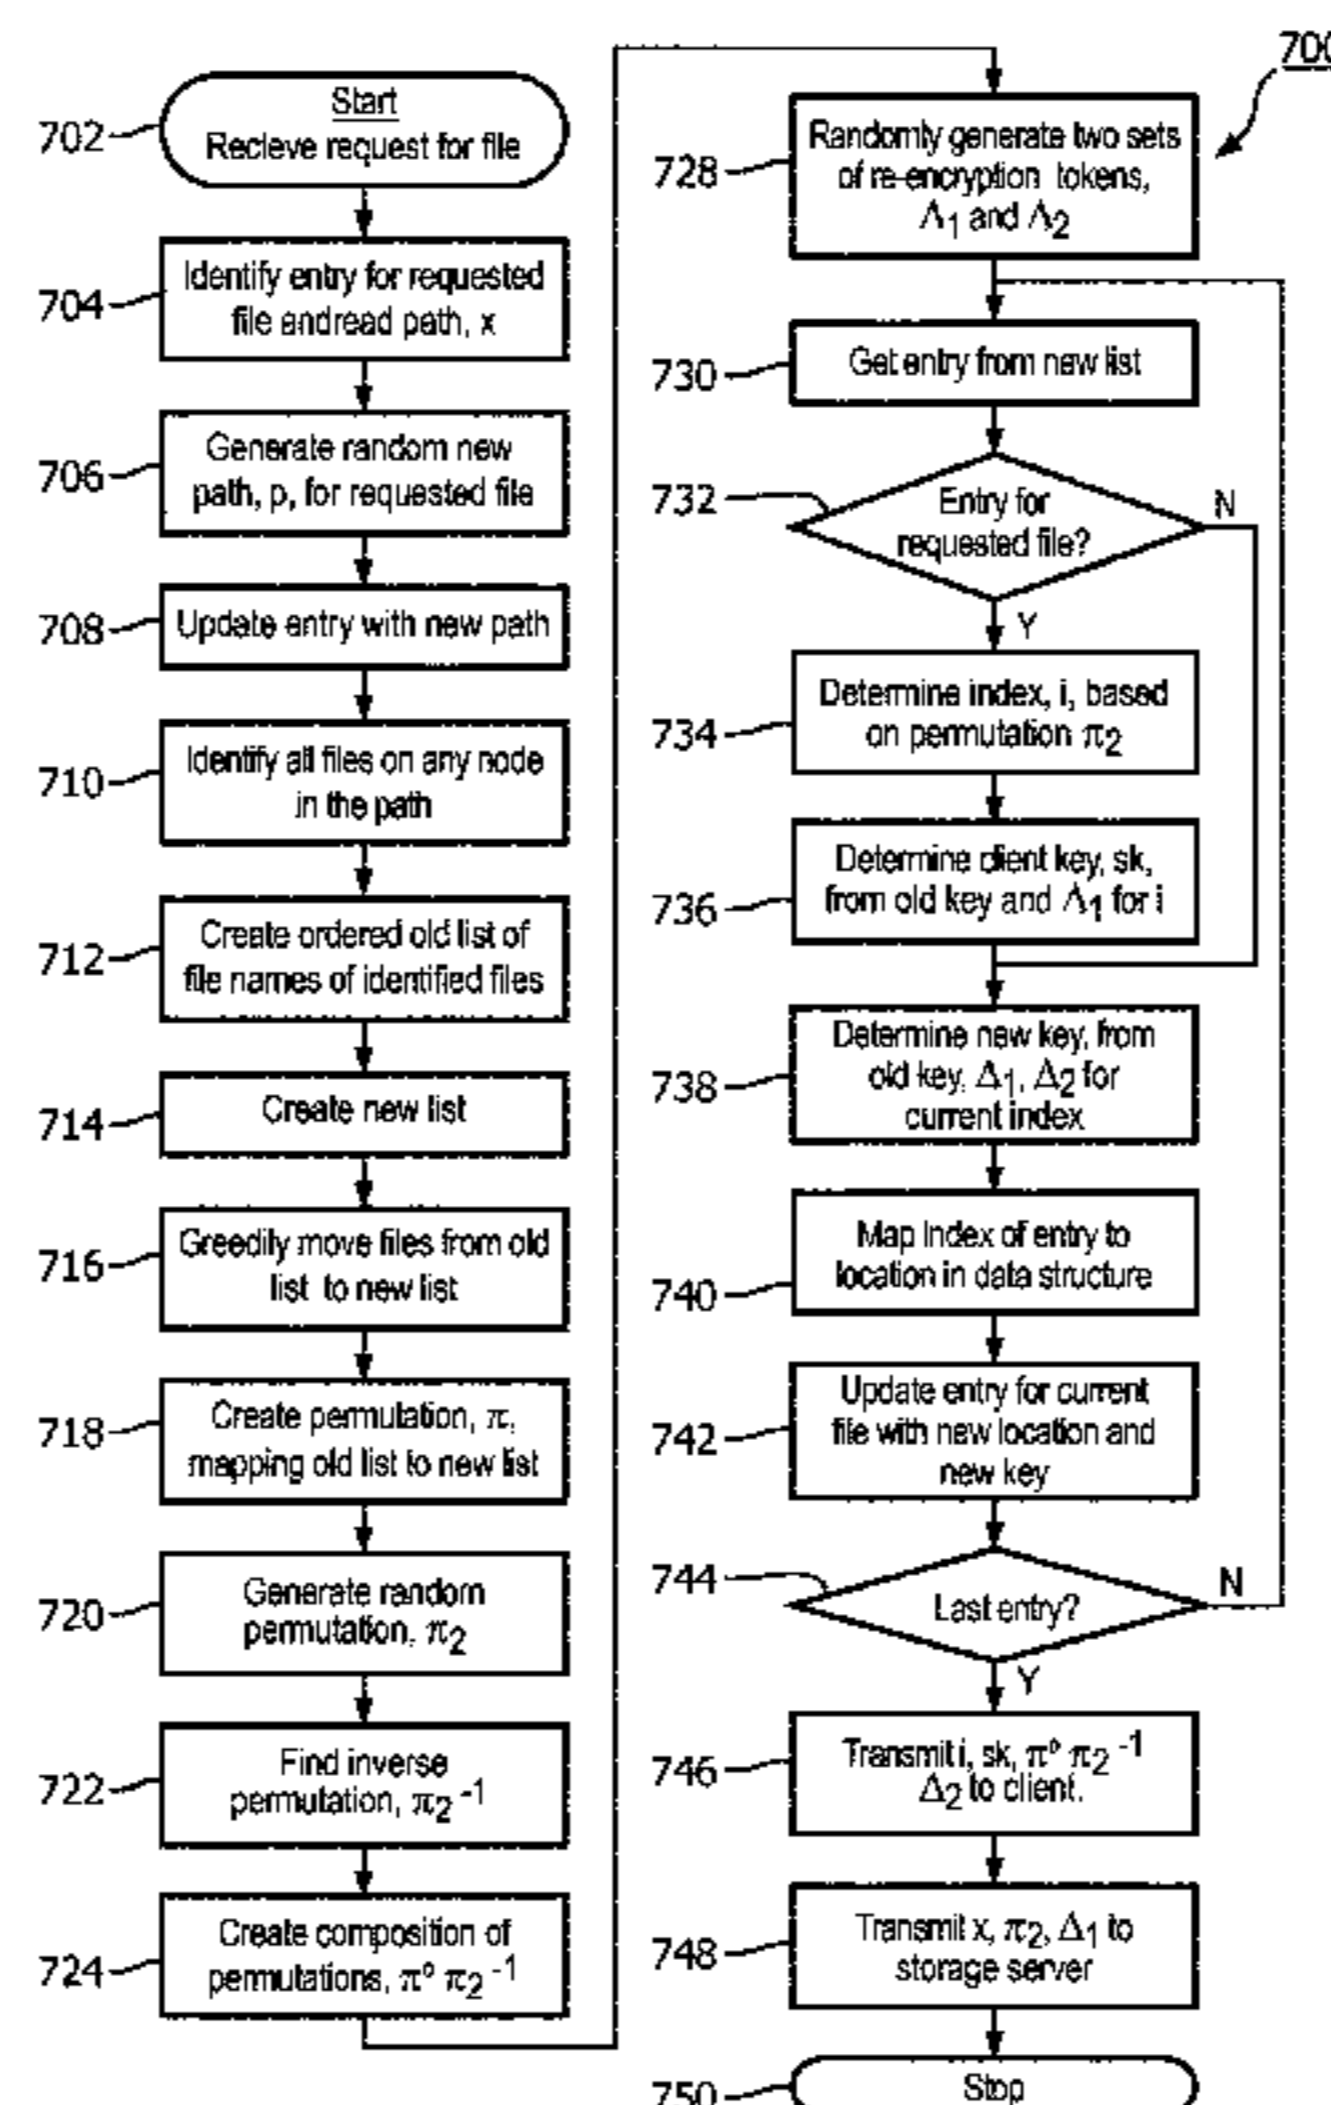 700
702
Start
Recieve request for file
704
Identify entry for requested
file andread path, x
706
Generate random new
path, p, for requested file
708
Update entry with new path
710
Identify all files on any node
in the path
712
Create ordered old list of
file names of identified files
714
Create new list
716
Greedily move files from old
list to new list
718
Create permutation, π,
mapping old list to new list
720
Generate random
permutation, π2
722
Find inverse
permutation, π2 -1
724
Create composition of
permutations, π° π2 -1
728
Randomly generate two sets
of re-encryption tokens,
Δ1 and Δ2
730
Get entry from new list
732
Entry for
requested file?
N
Y
734
Determine index, i, based
on permutation π2
736
Determine client key, sk,
from old key and Δ1 for i
738
Determine new key, from
old key, Δ1, Δ2 for
current index
740
Map Index of entry to
location in data structure
742
Update entry for current
file with new location and
new key
744
Last entry?
N
Y
746
Transmit i, sk, π° π2 -1
Δ2 to client.
748
Transmit x, π2, Δ1 to
storage server
750
Stop